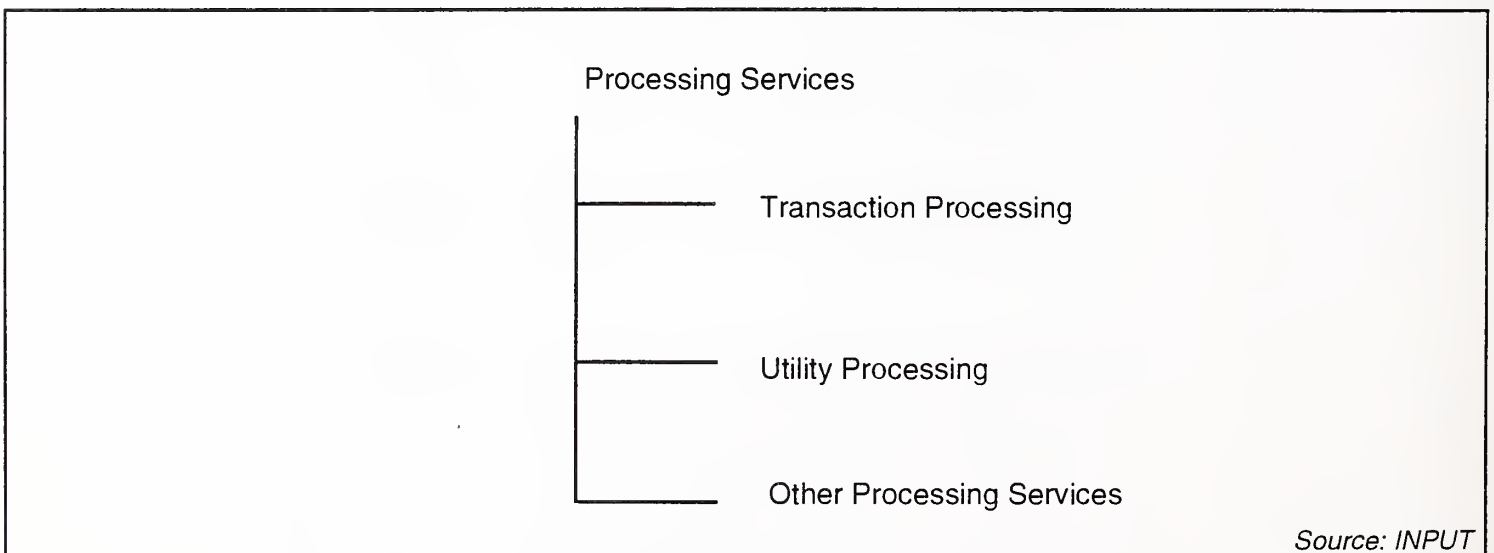 Processing Services
Transaction Processing
Utility Processing
Other Processing Services
Source: INPUT